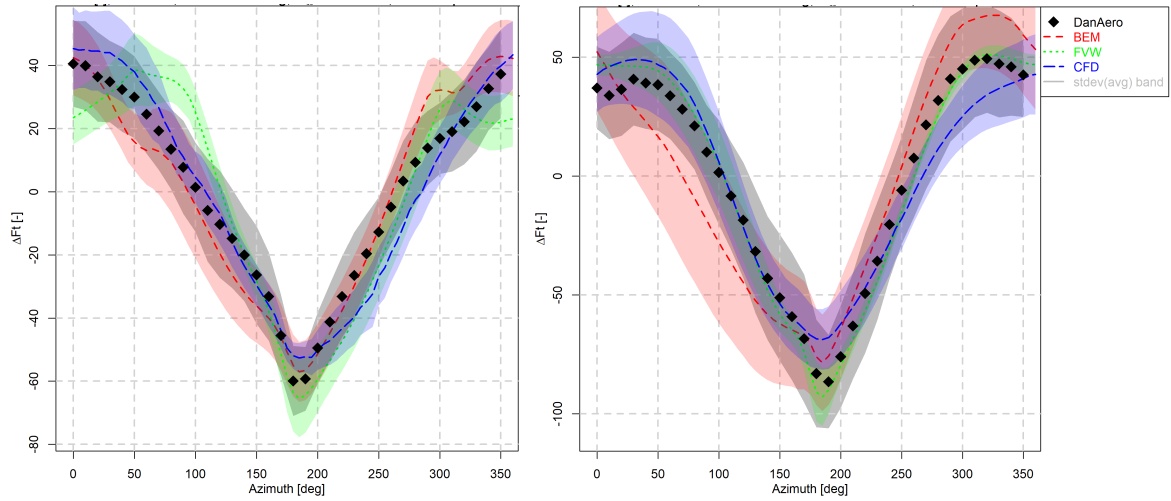 DanAero
BEM
FVW
CFD
stdev(avg) band
ΔFt [-]
40
20
0
-20
-40
-60
-80
0 50 100 150 200 250 300 350
Azimuth [deg]
ΔFt [-]
50
0
-50
-100
0 50 100 150 200 250 300 350
Azimuth [deg]